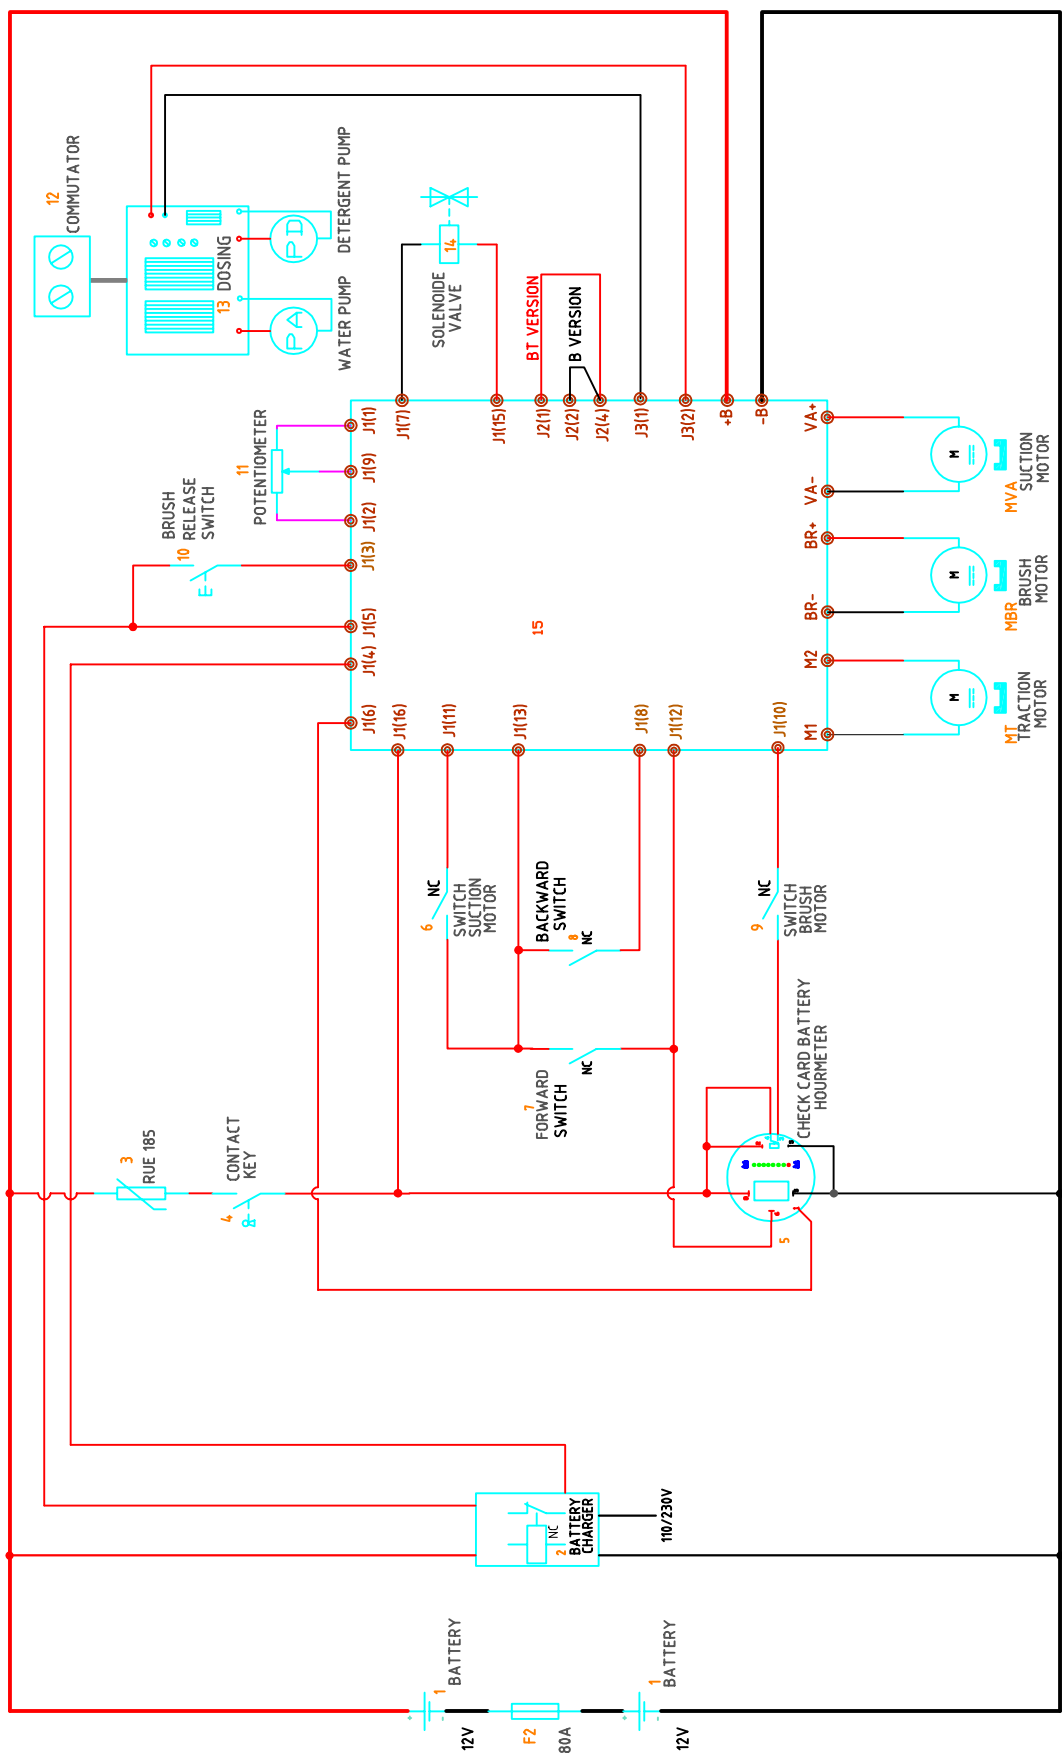 12
COMMUTATOR
13
DOSING
PD
DETERGENT PUMP
PA
WATER PUMP
14
SOLENOIDE
VALVE
BT VERSION
B VERSION
11
POTENTIOMETER
10
BRUSH
RELEASE
SWITCH
J1(1)
J1(9)
J1(2)
J1(3)
J1(5)
J1(4)
J1(6)
J1(7)
J1(15)
J2(1)
J2(2)
J2(4)
J3(1)
J3(2)
+B
-B
VA+
VA-
BR+
BR-
M2
M1
15
J1(16)
J1(11)
J1(13)
J1(8)
J1(12)
J1(10)
M
MVA
SUCTION
MOTOR
M
MBR
BRUSH
MOTOR
M
MT
TRACTION
MOTOR
6
NC
SWITCH
SUCTION
MOTOR
BACKWARD
SWITCH
8
NC
7
FORWARD
SWITCH
NC
9
NC
SWITCH
BRUSH
MOTOR
CHECK CARD BATTERY
HOURMETER
5
3
RUE 185
4
CONTACT
KEY
2
NC
BATTERY
CHARGER
110/230V
1
BATTERY
12V
F2
80A
1
BATTERY
12V